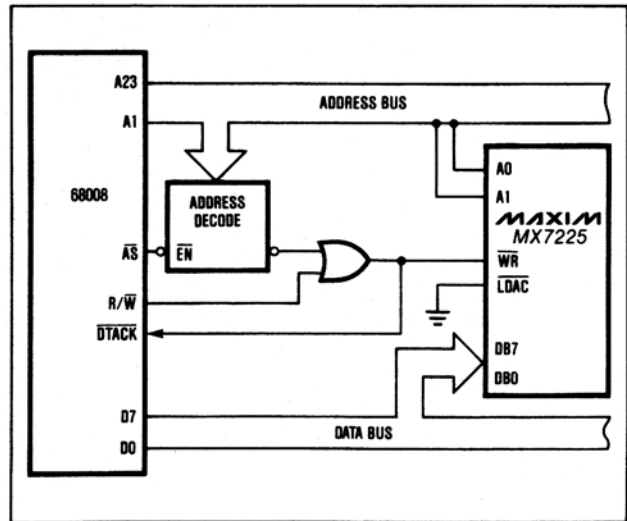 A23
ADDRESS BUS
A1
68008
ADDRESS
DECODE
A0
A1
MAXIM
MX7225
AS
EN
WR
R/W
LDAC
DTACK
DB7
DB0
D7
DATA BUS
D0